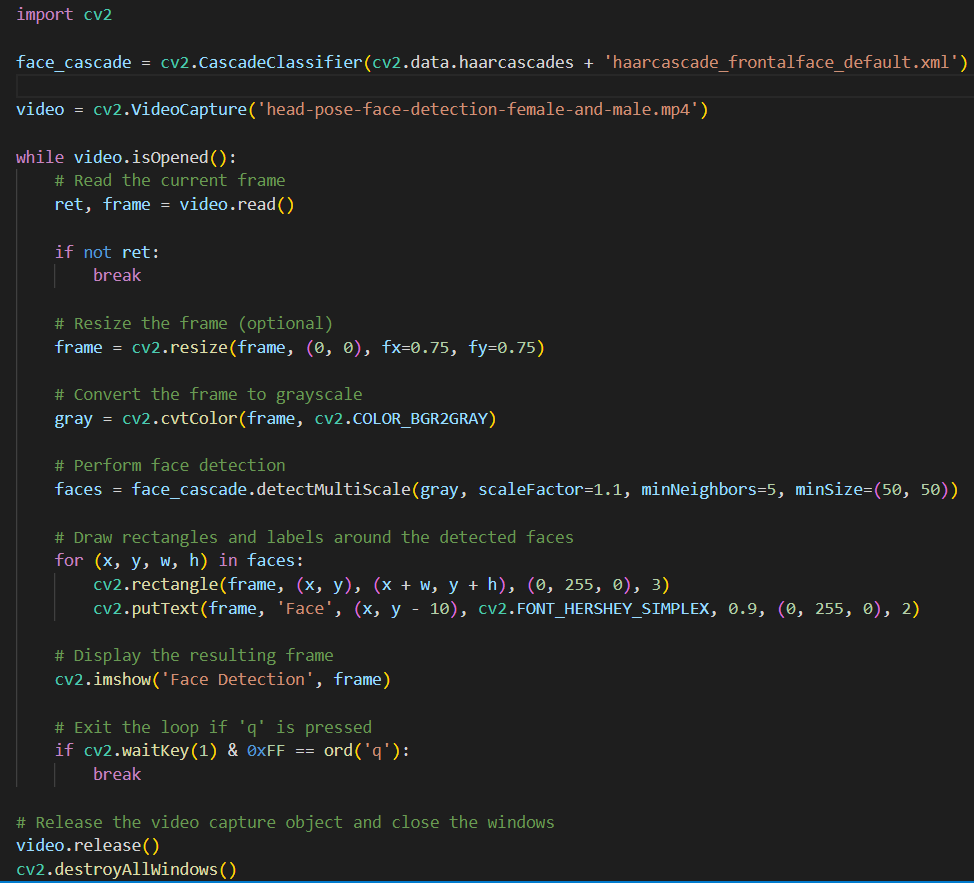 import cv2

face_cascade = cv2.CascadeClassifier(cv2.data.haarcascades + 'haarcascade_frontalface_default.xml')

video = cv2.VideoCapture('head-pose-face-detection-female-and-male.mp4')

while video.isOpened():
    # Read the current frame
    ret, frame = video.read()

    if not ret:
        break

    # Resize the frame (optional)
    frame = cv2.resize(frame, (0, 0), fx=0.75, fy=0.75)

    # Convert the frame to grayscale
    gray = cv2.cvtColor(frame, cv2.COLOR_BGR2GRAY)

    # Perform face detection
    faces = face_cascade.detectMultiScale(gray, scaleFactor=1.1, minNeighbors=5, minSize=(50, 50))

    # Draw rectangles and labels around the detected faces
    for (x, y, w, h) in faces:
        cv2.rectangle(frame, (x, y), (x + w, y + h), (0, 255, 0), 3)
        cv2.putText(frame, 'Face', (x, y - 10), cv2.FONT_HERSHEY_SIMPLEX, 0.9, (0, 255, 0), 2)

    # Display the resulting frame
    cv2.imshow('Face Detection', frame)

    # Exit the loop if 'q' is pressed
    if cv2.waitKey(1) & 0xFF == ord('q'):
        break

# Release the video capture object and close the windows
video.release()
cv2.destroyAllWindows()